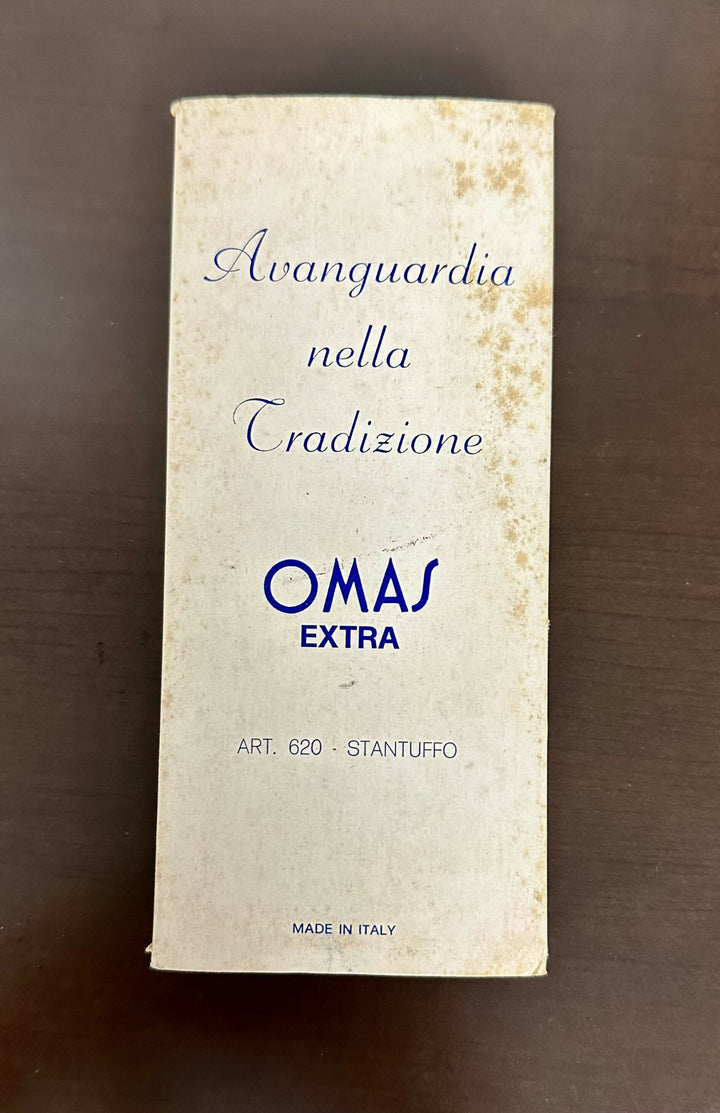 Avanguardia
nella
Tradizione
OMAS
EXTRA
ART. 620 - STANTUFFO
MADE IN ITALY